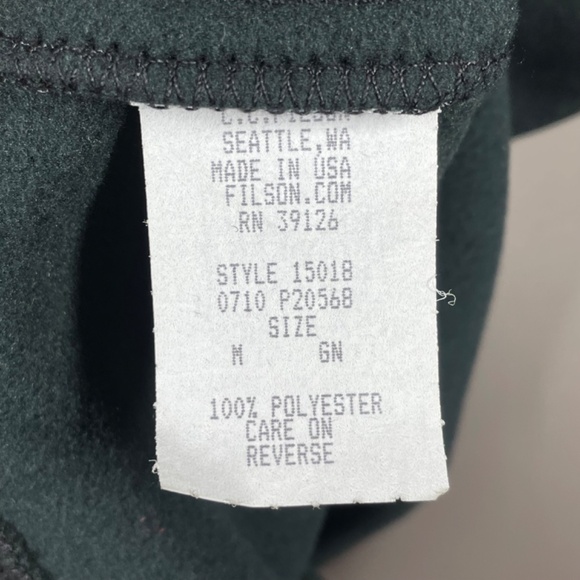 C.C.FILSON
SEATTLE,WA
MADE IN USA
FILSON.COM
RN 39126
STYLE 15018
0710 P20568
SIZE
M GN
100% POLYESTER
CARE ON
REVERSE